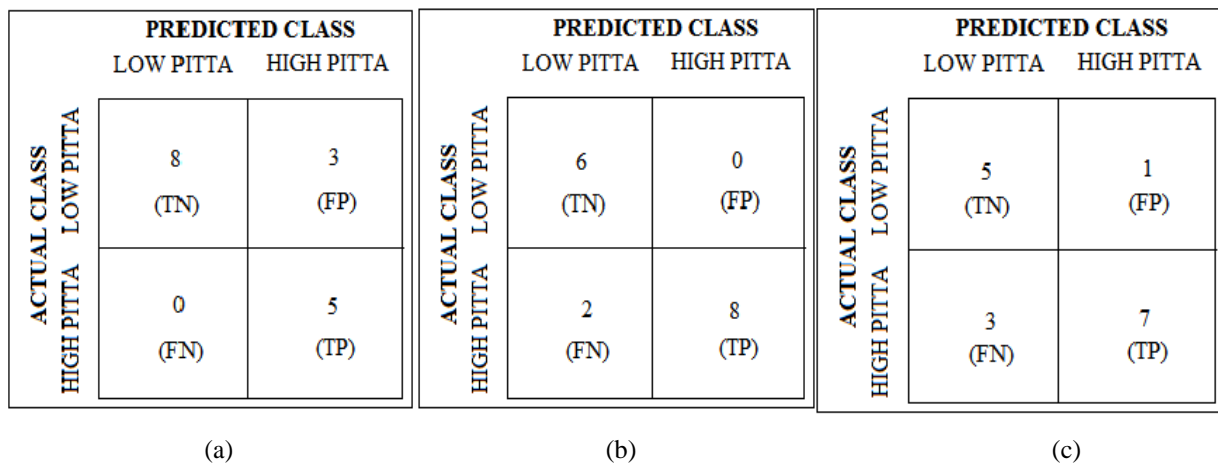 PREDICTED CLASS
LOW PITTA HIGH PITTA
ACTUAL CLASS
HIGH PITTA LOW PITTA
8
(TN)
3
(FP)
0
(FN)
5
(TP)
(a)
PREDICTED CLASS
LOW PITTA HIGH PITTA
ACTUAL CLASS
HIGH PITTA LOW PITTA
6
(TN)
0
(FP)
2
(FN)
8
(TP)
(b)
PREDICTED CLASS
LOW PITTA HIGH PITTA
ACTUAL CLASS
HIGH PITTA LOW PITTA
5
(TN)
1
(FP)
3
(FN)
7
(TP)
(c)